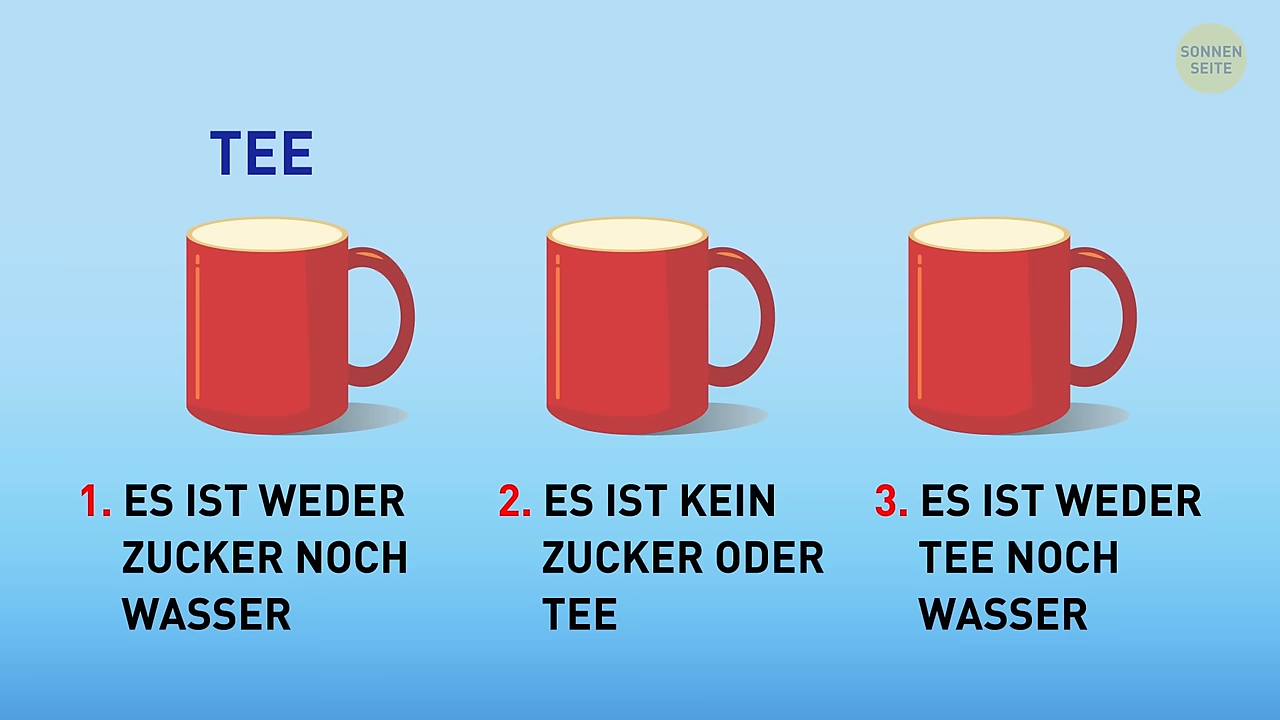 SONNEN
SEITE
TEE
1. ES IST WEDER
ZUCKER NOCH
WASSER
2. ES IST KEIN
ZUCKER ODER
TEE
3. ES IST WEDER
TEE NOCH
WASSER